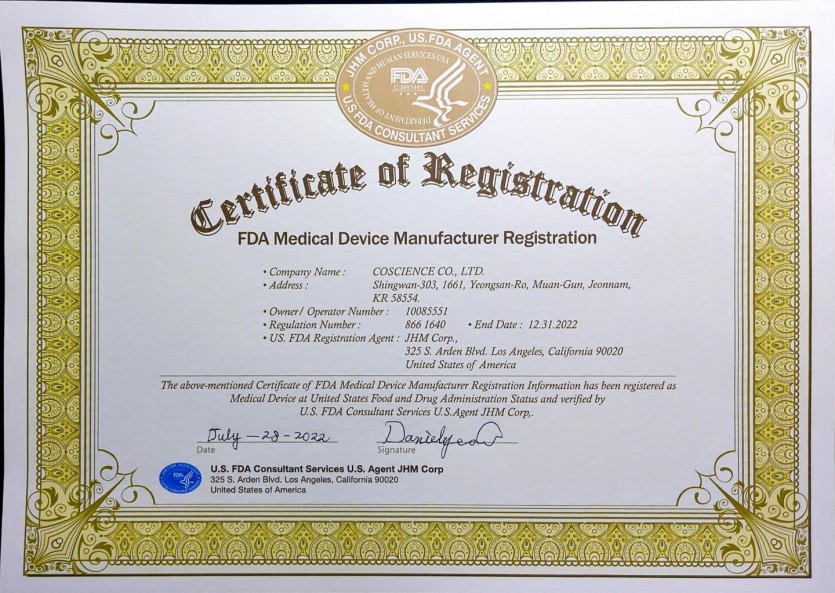 JHM CORP., US.FDA AGENT
DEPARTMENT OF HEALTH AND HUMAN SERVICES USA
FDA
U.S FDA CONSULTANT SERVICES
Certificate of Registration
FDA Medical Device Manufacturer Registration
• Company Name : COSCIENCE CO., LTD.
• Address : Shingwan-303, 1661, Yeongsan-Ro, Muan-Gun, Jeonnam,
KR 58554.
• Owner/ Operator Number : 10085551
• Regulation Number : 866 1640 • End Date : 12.31.2022
• US. FDA Registration Agent : JHM Corp.,
325 S. Arden Blvd. Los Angeles, California 90020
United States of America
The above-mentioned Certificate of FDA Medical Device Manufacturer Registration Information has been registered as
Medical Device at United States Food and Drug Administration Status and verified by
U.S. FDA Consultant Services U.S.Agent JHM Corp,.
July - 28 - 2022
Date Signature
FDA
U.S. FDA Consultant Services U.S. Agent JHM Corp
325 S. Arden Blvd, Los Angeles, California 90020
United States of America